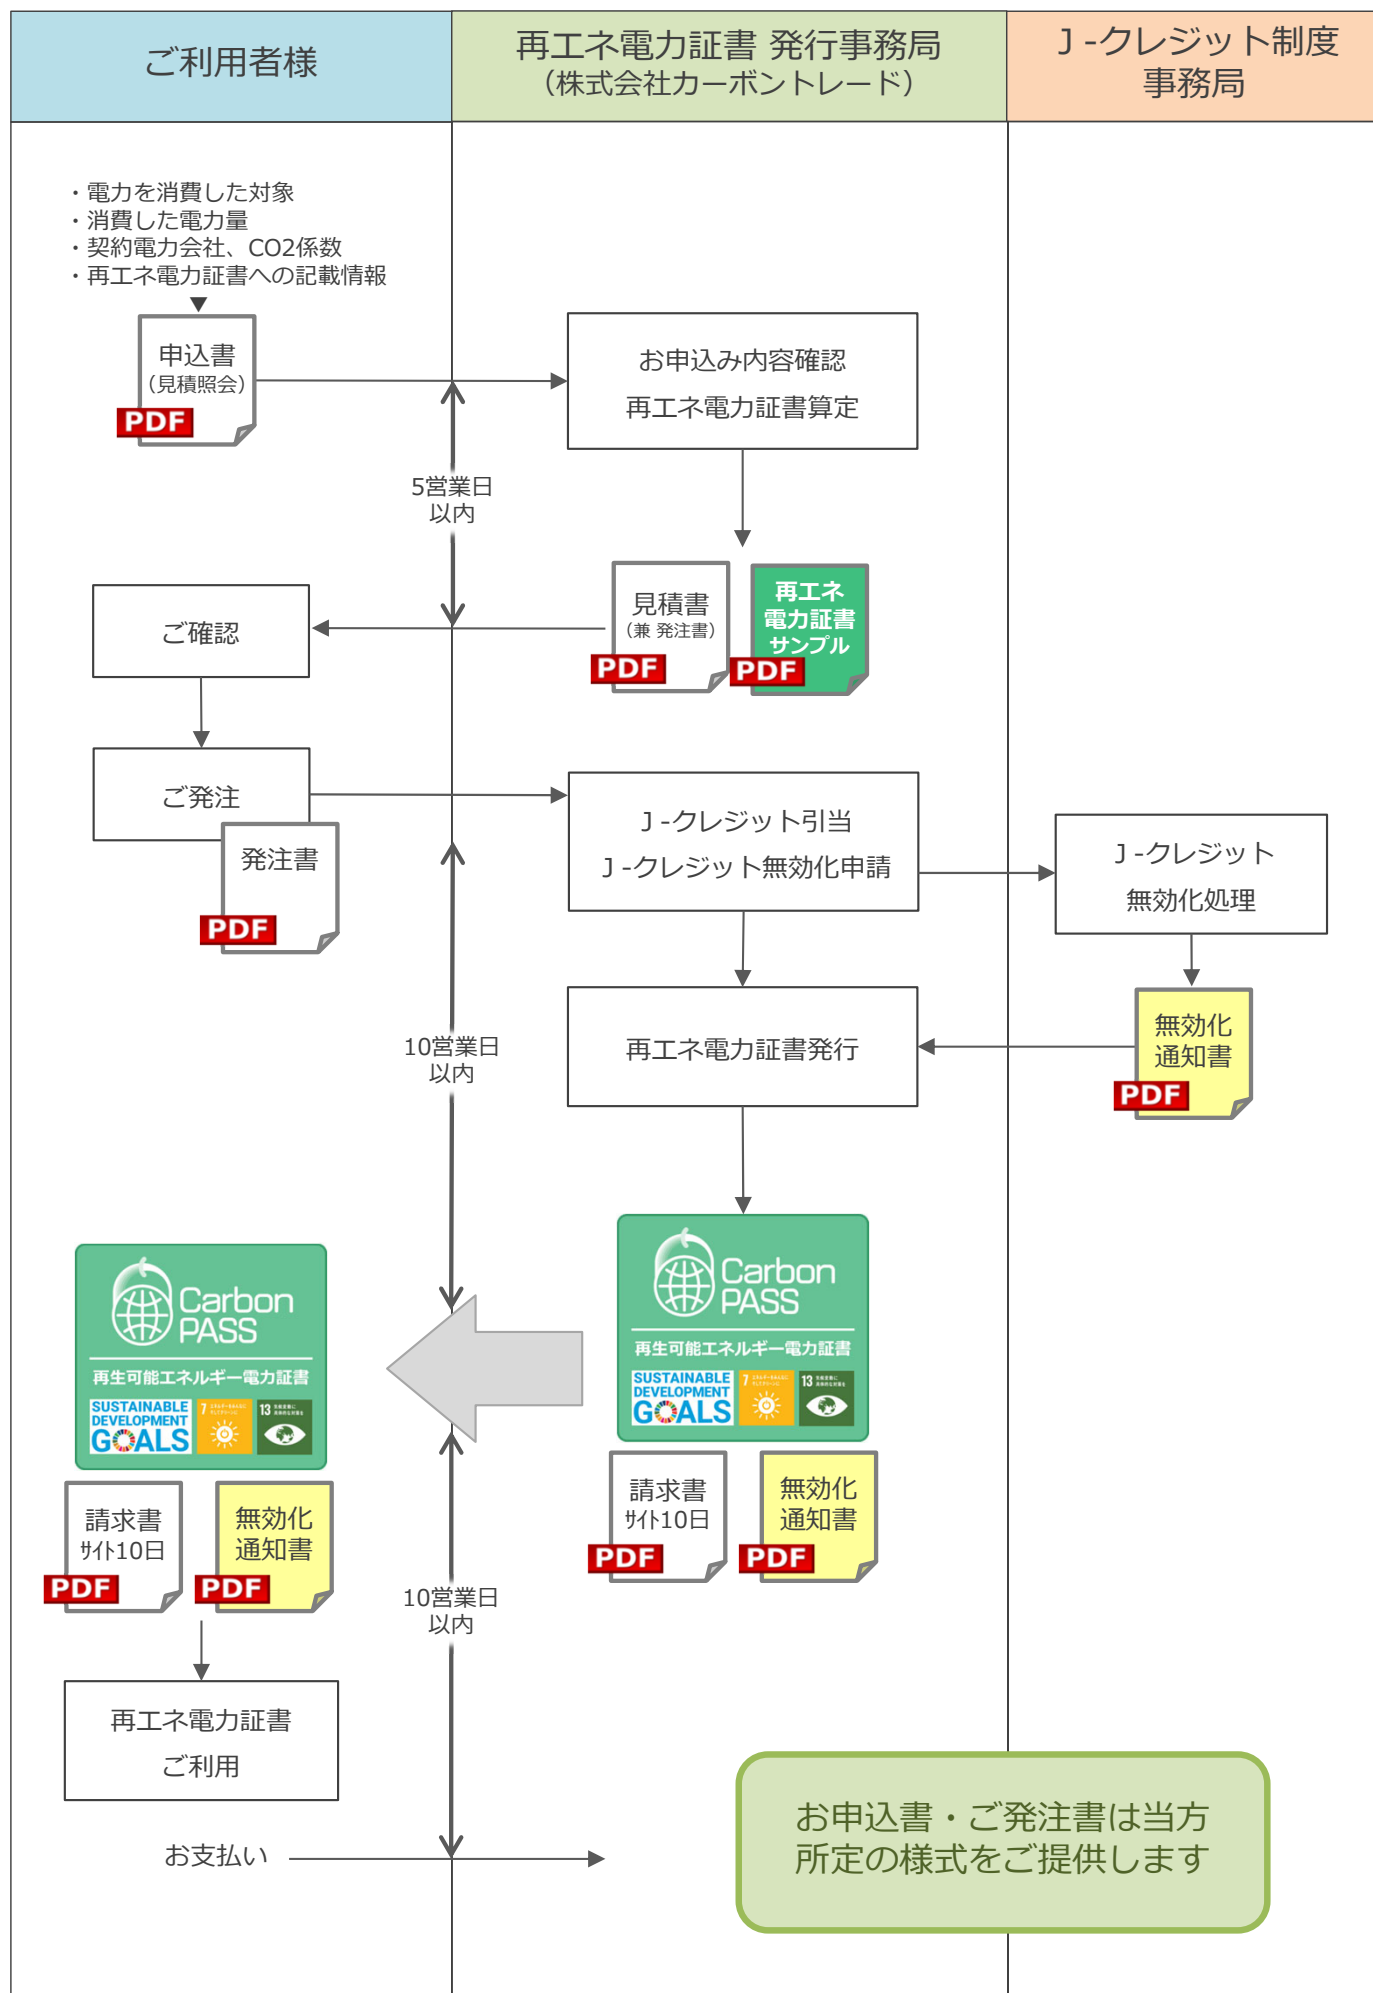 ご利用者様
再エネ電力証書 発行事務局
（株式会社カーボントレード）
J-クレジット制度
事務局
・電力を消費した対象
・消費した電力量
・契約電力会社、CO2係数
・再エネ電力証書への記載情報
申込書
（見積照会）
PDF
お申込み内容確認
再エネ電力証書算定
5営業日
以内
見積書
（兼 発注書）
PDF
再エネ
電力証書
サンプル
PDF
ご確認
ご発注
発注書
PDF
J-クレジット引当
J-クレジット無効化申請
J-クレジット
無効化処理
10営業日
以内
再エネ電力証書発行
無効化
通知書
PDF
Carbon
PASS
再生可能エネルギー電力証書
SUSTAINABLE
DEVELOPMENT
GOALS
7
13
請求書
ｻｲﾄ10日
PDF
無効化
通知書
PDF
Carbon
PASS
再生可能エネルギー電力証書
SUSTAINABLE
DEVELOPMENT
GOALS
7
13
請求書
ｻｲﾄ10日
PDF
無効化
通知書
PDF
10営業日
以内
再エネ電力証書
ご利用
お支払い
お申込書・ご発注書は当方
所定の様式をご提供します